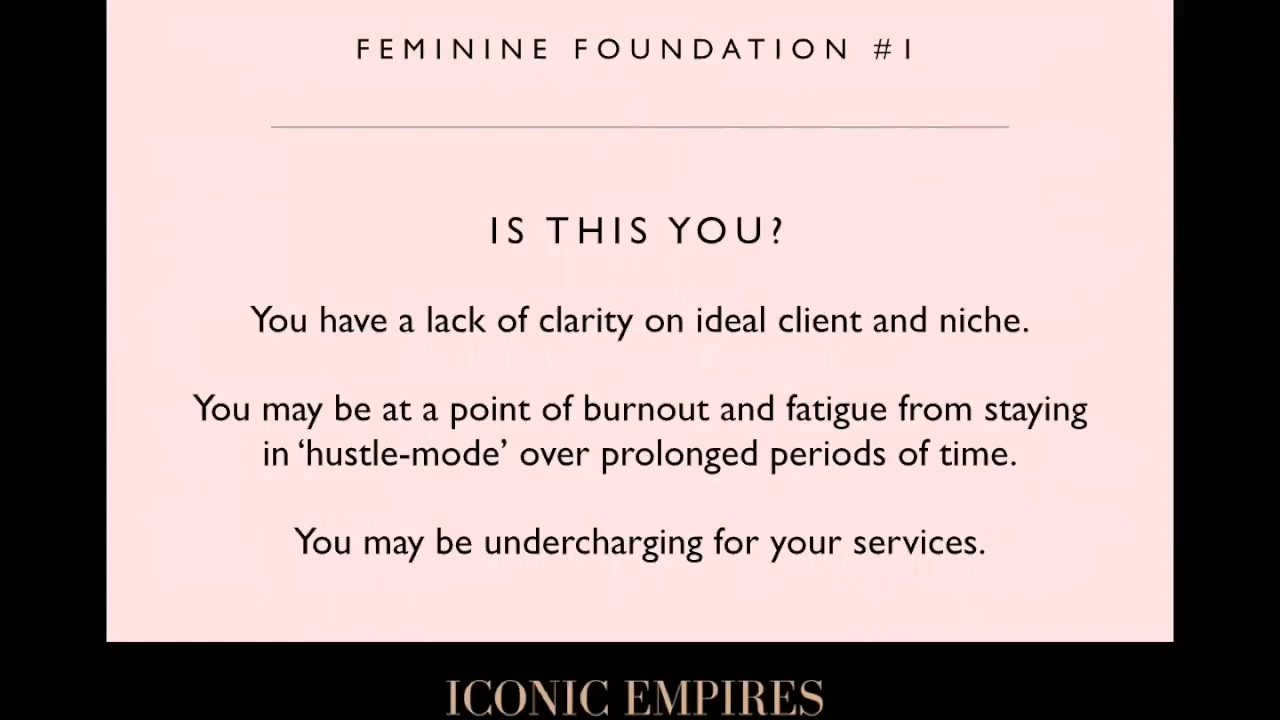 FEMININE FOUNDATION #1
IS THIS YOU?
You have a lack of clarity on ideal client and niche.
You may be at a point of burnout and fatigue from staying
in ‘hustle-mode’ over prolonged periods of time.
You may be undercharging for your services.
ICONIC EMPIRES